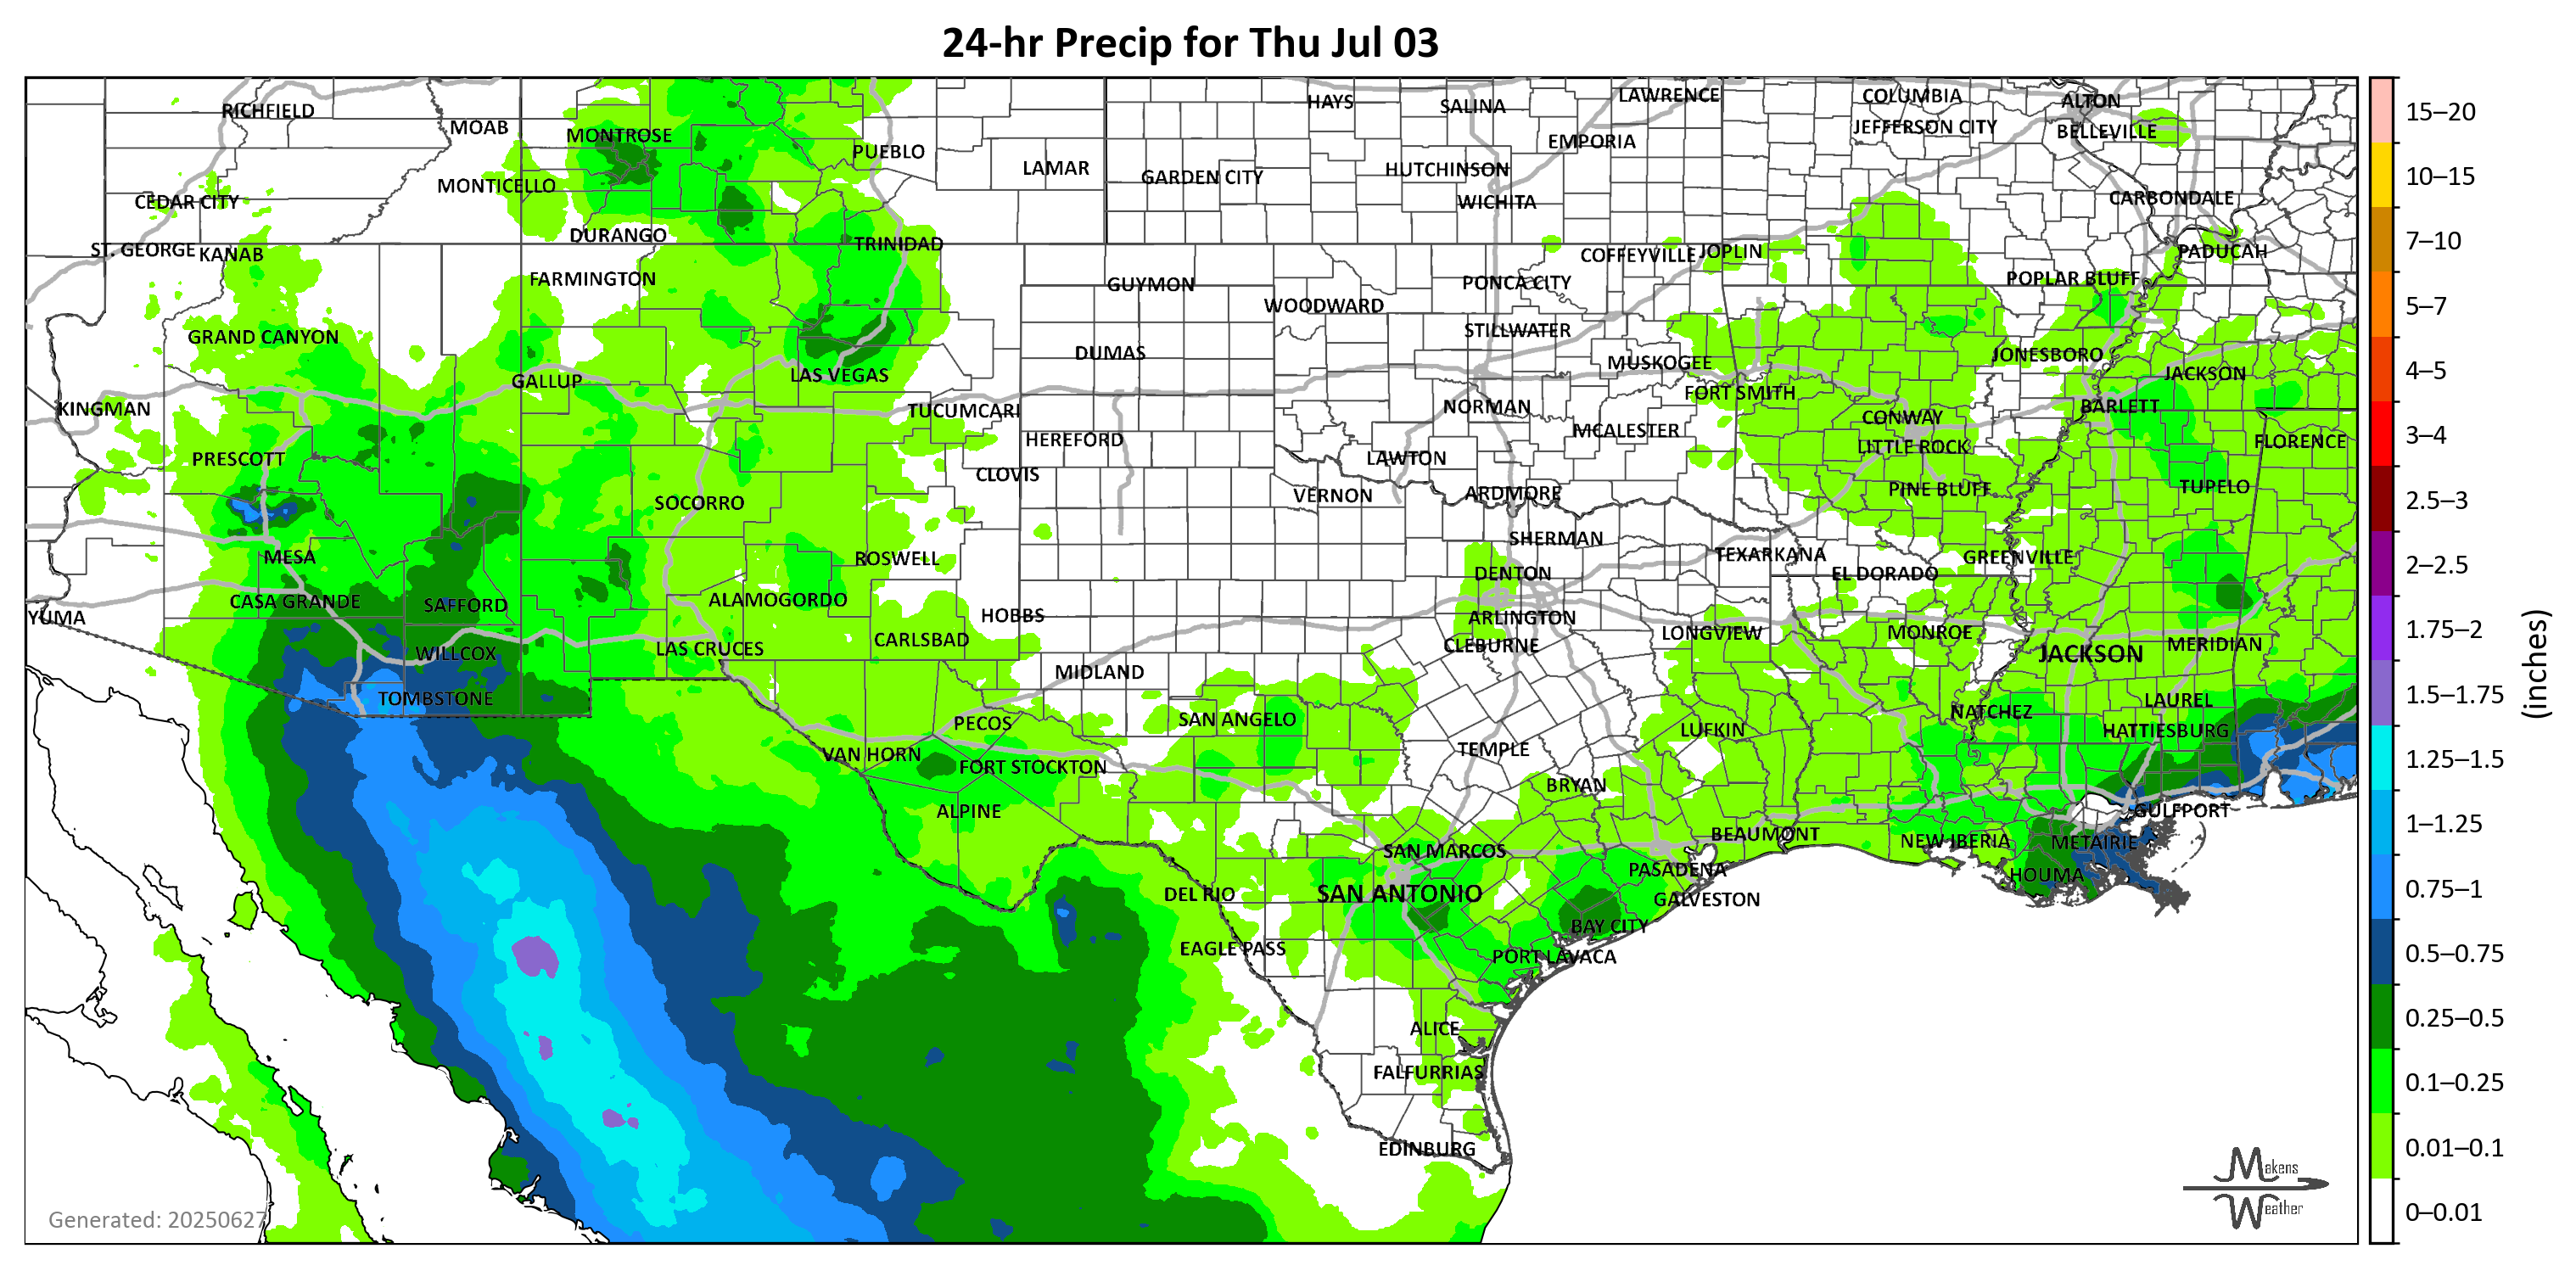 24-hr Precip for Thu Jul 03
RICHFIELD
MOAB
MONTROSE
PUEBLO
LAMAR
HAYS
SALINA
LAWRENCE
COLUMBIA
ALTON
JEFFERSON CITY
BELLEVILLE
EMPORIA
HUTCHINSON
GARDEN CITY
WICHITA
CARBONDALE
MONTICELLO
CEDAR CITY
DURANGO
TRINIDAD
ST. GEORGE
KANAB
FARMINGTON
GUYMON
COFFEYVILLE
JOPLIN
PADUCAH
POPLAR BLUFF
PONCA CITY
WOODWARD
STILLWATER
GRAND CANYON
DUMAS
MUSKOGEE
JONESBORO
JACKSON
GALLUP
LAS VEGAS
FORT SMITH
KINGMAN
TUCUMCARI
NORMAN
CONWAY
BARLETT
HEREFORD
MCALESTER
LITTLE ROCK
FLORENCE
PRESCOTT
CLOVIS
LAWTON
PINE BLUFF
TUPELO
SOCORRO
VERNON
ARDMORE
SHERMAN
MESA
ROSWELL
TEXARKANA
GREENVILLE
DENTON
EL DORADO
CASA GRANDE
SAFFORD
ALAMOGORDO
HOBBS
ARLINGTON
YUMA
CARLSBAD
CLEBURNE
LONGVIEW
MONROE
MERIDIAN
WILLCOX
LAS CRUCES
JACKSON
MIDLAND
TOMBSTONE
LAUREL
PECOS
SAN ANGELO
NATCHEZ
LUFKIN
HATTIESBURG
VAN HORN
FORT STOCKTON
TEMPLE
BRYAN
ALPINE
GULFPORT
BEAUMONT
NEW IBERIA
METAIRIE
SAN MARCOS
PASADENA
HOUMA
DEL RIO
SAN ANTONIO
GALVESTON
BAY CITY
EAGLE PASS
PORT LAVACA
ALICE
FALFURRIAS
EDINBURG
Generated: 20250627
Makens
Weather
15–20
10–15
7–10
5–7
4–5
3–4
2.5–3
2–2.5
1.75–2
1.5–1.75
1.25–1.5
1–1.25
0.75–1
0.5–0.75
0.25–0.5
0.1–0.25
0.01–0.1
0–0.01
(inches)